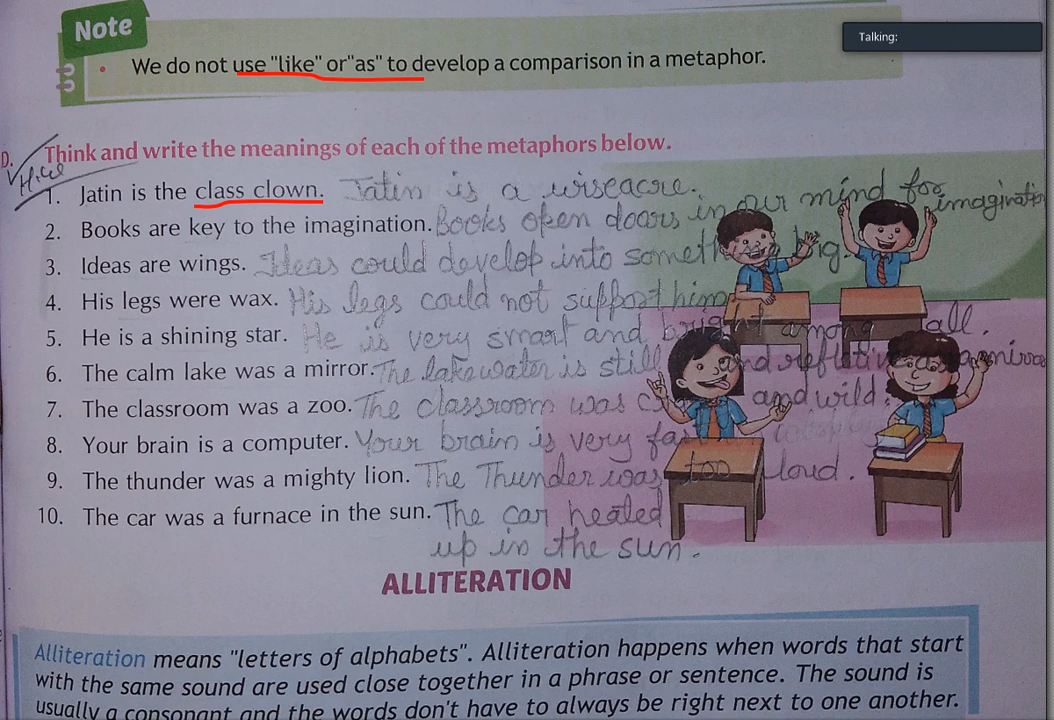 Note
Talking:
• We do not use "like" or"as" to develop a comparison in a metaphor.
D. Think and write the meanings of each of the metaphors below.
H.W
1. Jatin is the class clown. Jatin is a wiseacre.
2. Books are key to the imagination. Books open doars in our mind for imagination
3. Ideas are wings. Ideas could develop into something big.
4. His legs were wax. His legs could not support him
5. He is a shining star. He is very smart and bright among all.
6. The calm lake was a mirror. The lake water is still and reflective as a mirror
7. The classroom was a zoo. The classroom was and wild.
8. Your brain is a computer. Your brain is very fast
9. The thunder was a mighty lion. The Thunder was too loud.
10. The car was a furnace in the sun. The car heated
up in the sun.
ALLITERATION
Alliteration means "letters of alphabets". Alliteration happens when words that start
with the same sound are used close together in a phrase or sentence. The sound is
usually a consonant and the words don't have to always be right next to one another.